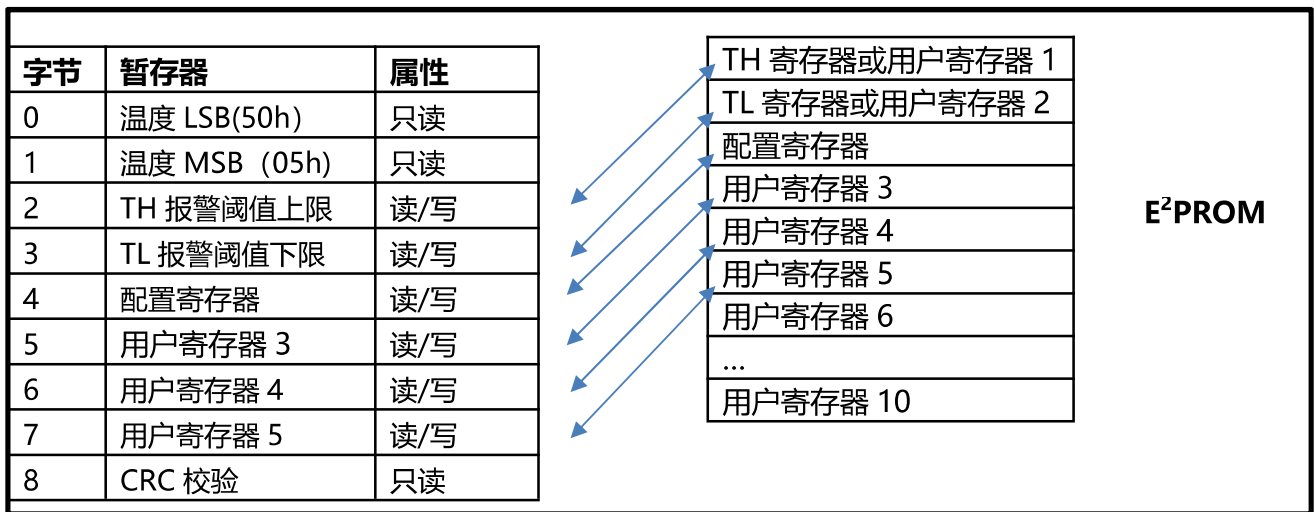 字节 暂存器 属性
0 温度 LSB(50h） 只读
1 温度 MSB（05h) 只读
2 TH 报警阈值上限 读/写
3 TL 报警阈值下限 读/写
4 配置寄存器 读/写
5 用户寄存器 3 读/写
6 用户寄存器 4 读/写
7 用户寄存器 5 读/写
8 CRC 校验 只读
TH 寄存器或用户寄存器 1
TL 寄存器或用户寄存器 2
配置寄存器
用户寄存器 3
用户寄存器 4
用户寄存器 5
用户寄存器 6
...
用户寄存器 10
E²PROM